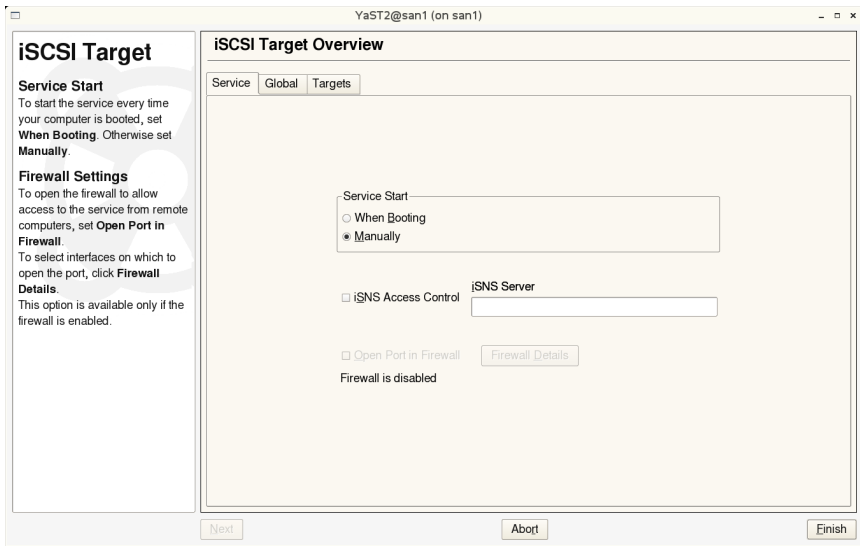 YaST2@san1 (on san1)
iSCSI Target
Service Start
To start the service every time
your computer is booted, set
When Booting. Otherwise set
Manually.
Firewall Settings
To open the firewall to allow
access to the service from remote
computers, set Open Port in
Firewall.
To select interfaces on which to
open the port, click Firewall
Details.
This option is available only if the
firewall is enabled.
iSCSI Target Overview
Service Global Targets
Service Start
When Booting
Manually
iSNS Access Control
iSNS Server
Open Port in Firewall Firewall Details
Firewall is disabled
Next Abort Finish